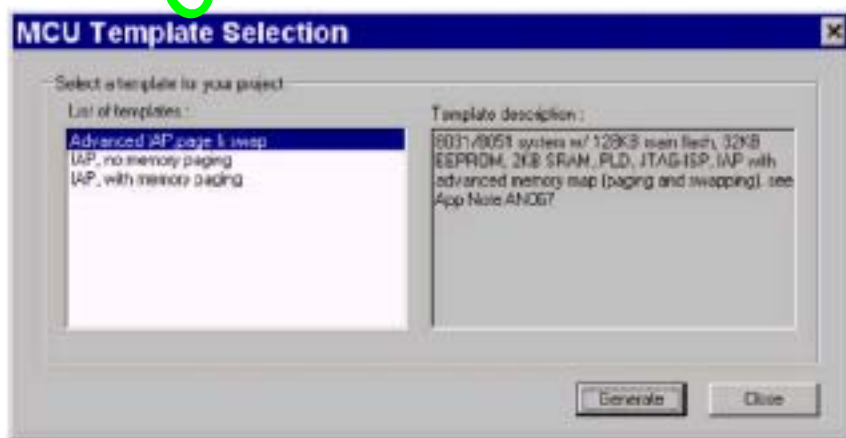 MCU Template Selection
Select a template for your project
List of templates :
Advanced IAP,page & swap
IAP, no memory paging
IAP, with memory paging
Template description :
8031/8051 system w/ 128KB main flash, 32KB
EEPROM, 2KB SRAM, PLD, JTAG-ISP, IAP with
advanced memory map (paging and swapping). see
App Note AN067
Generate
Close